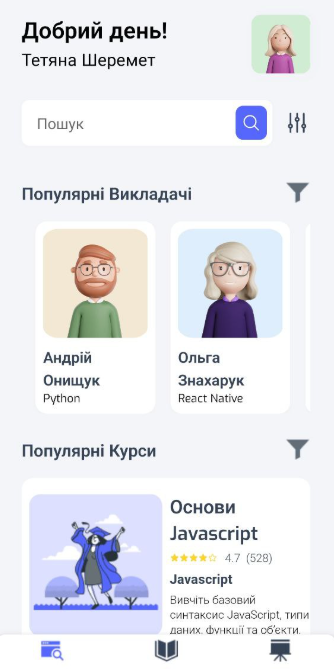 Добрий день!
Тетяна Шеремет
Пошук
Популярні Викладачі
Андрій
Онищук
Python
Ольга
Знахарук
React Native
Популярні Курси
Основи
Javascript
4.7 (528)
Javascript
Вивчіть базовий
синтаксис JavaScript, типи
даних, функції та об'єкти.